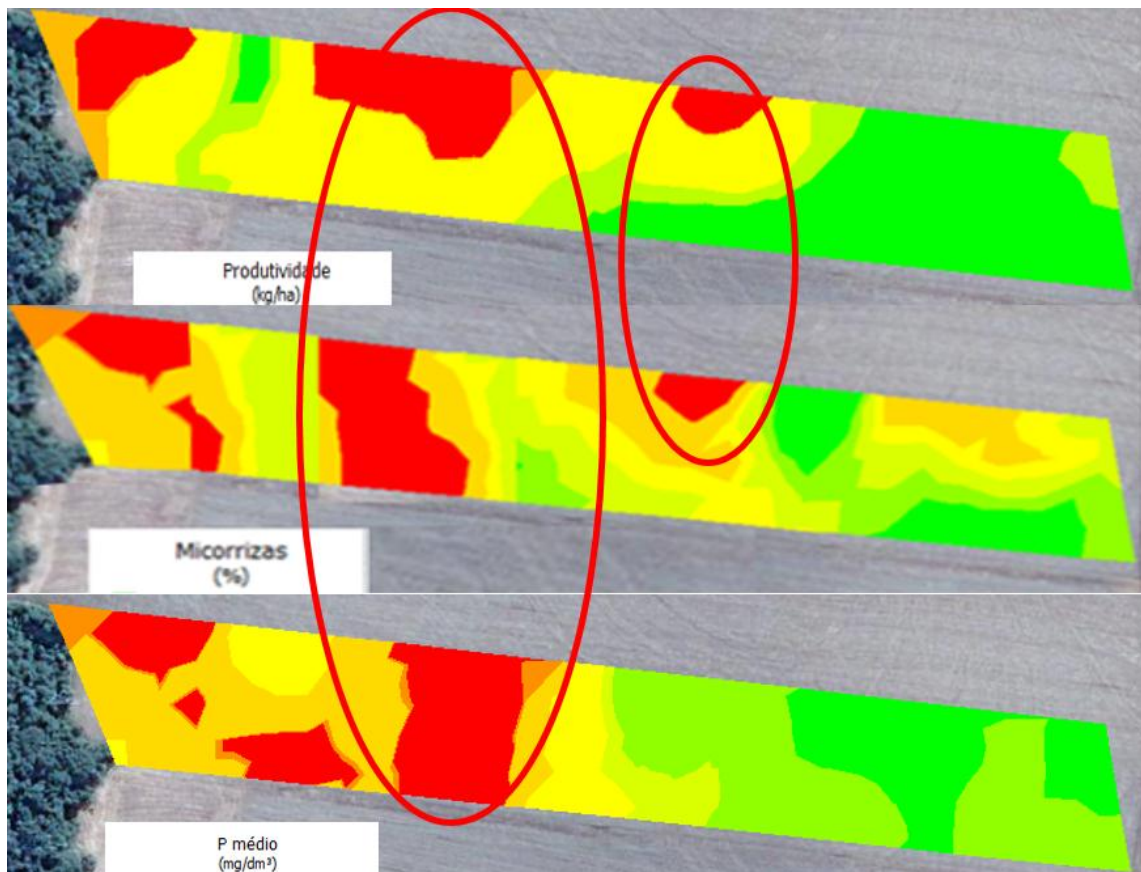 Produtividade
(kg/ha)
Micorrizas
(%)
P médio
(mg/dm³)